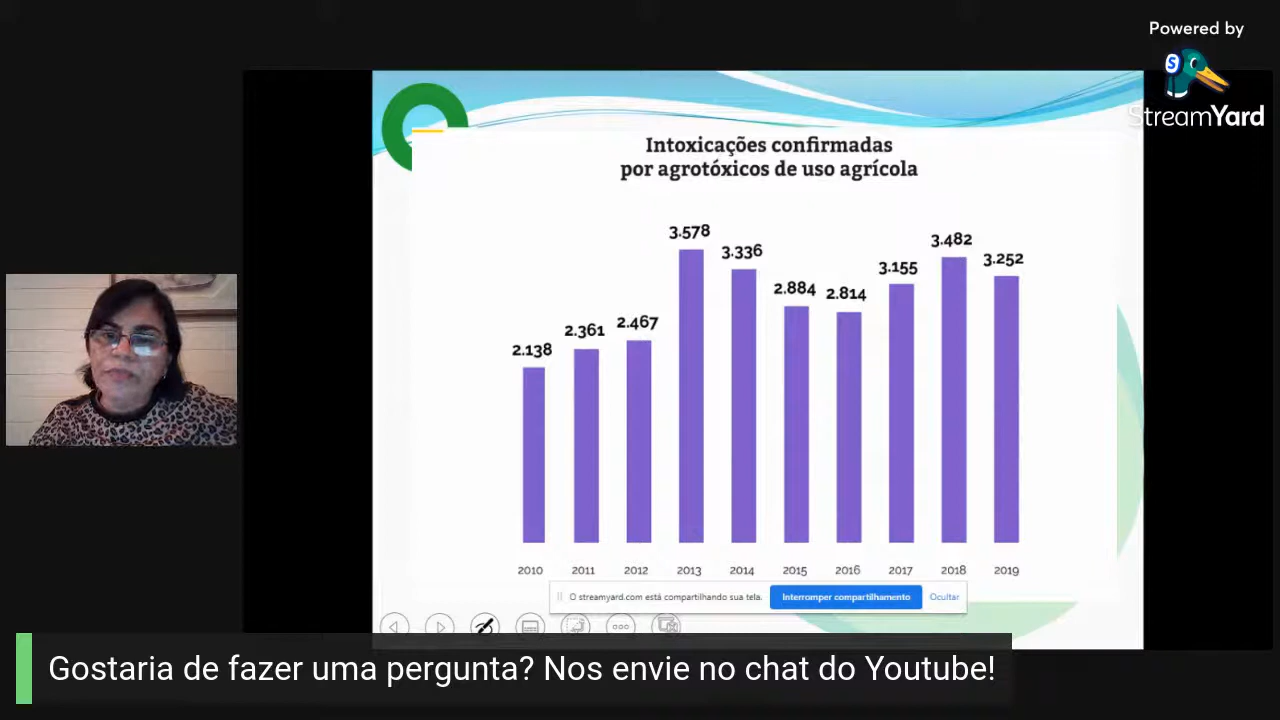 Powered by
S
StreamYard
Intoxicações confirmadas
por agrotóxicos de uso agrícola
3.578
3.482
3.336
3.252
3.155
2.884
2.814
2.467
2.361
2.138
2010 2011 2012 2013 2014 2015 2016 2017 2018 2019
O streamyard.com está compartilhando sua tela. Interromper compartilhamento Ocultar
Gostaria de fazer uma pergunta? Nos envie no chat do Youtube!